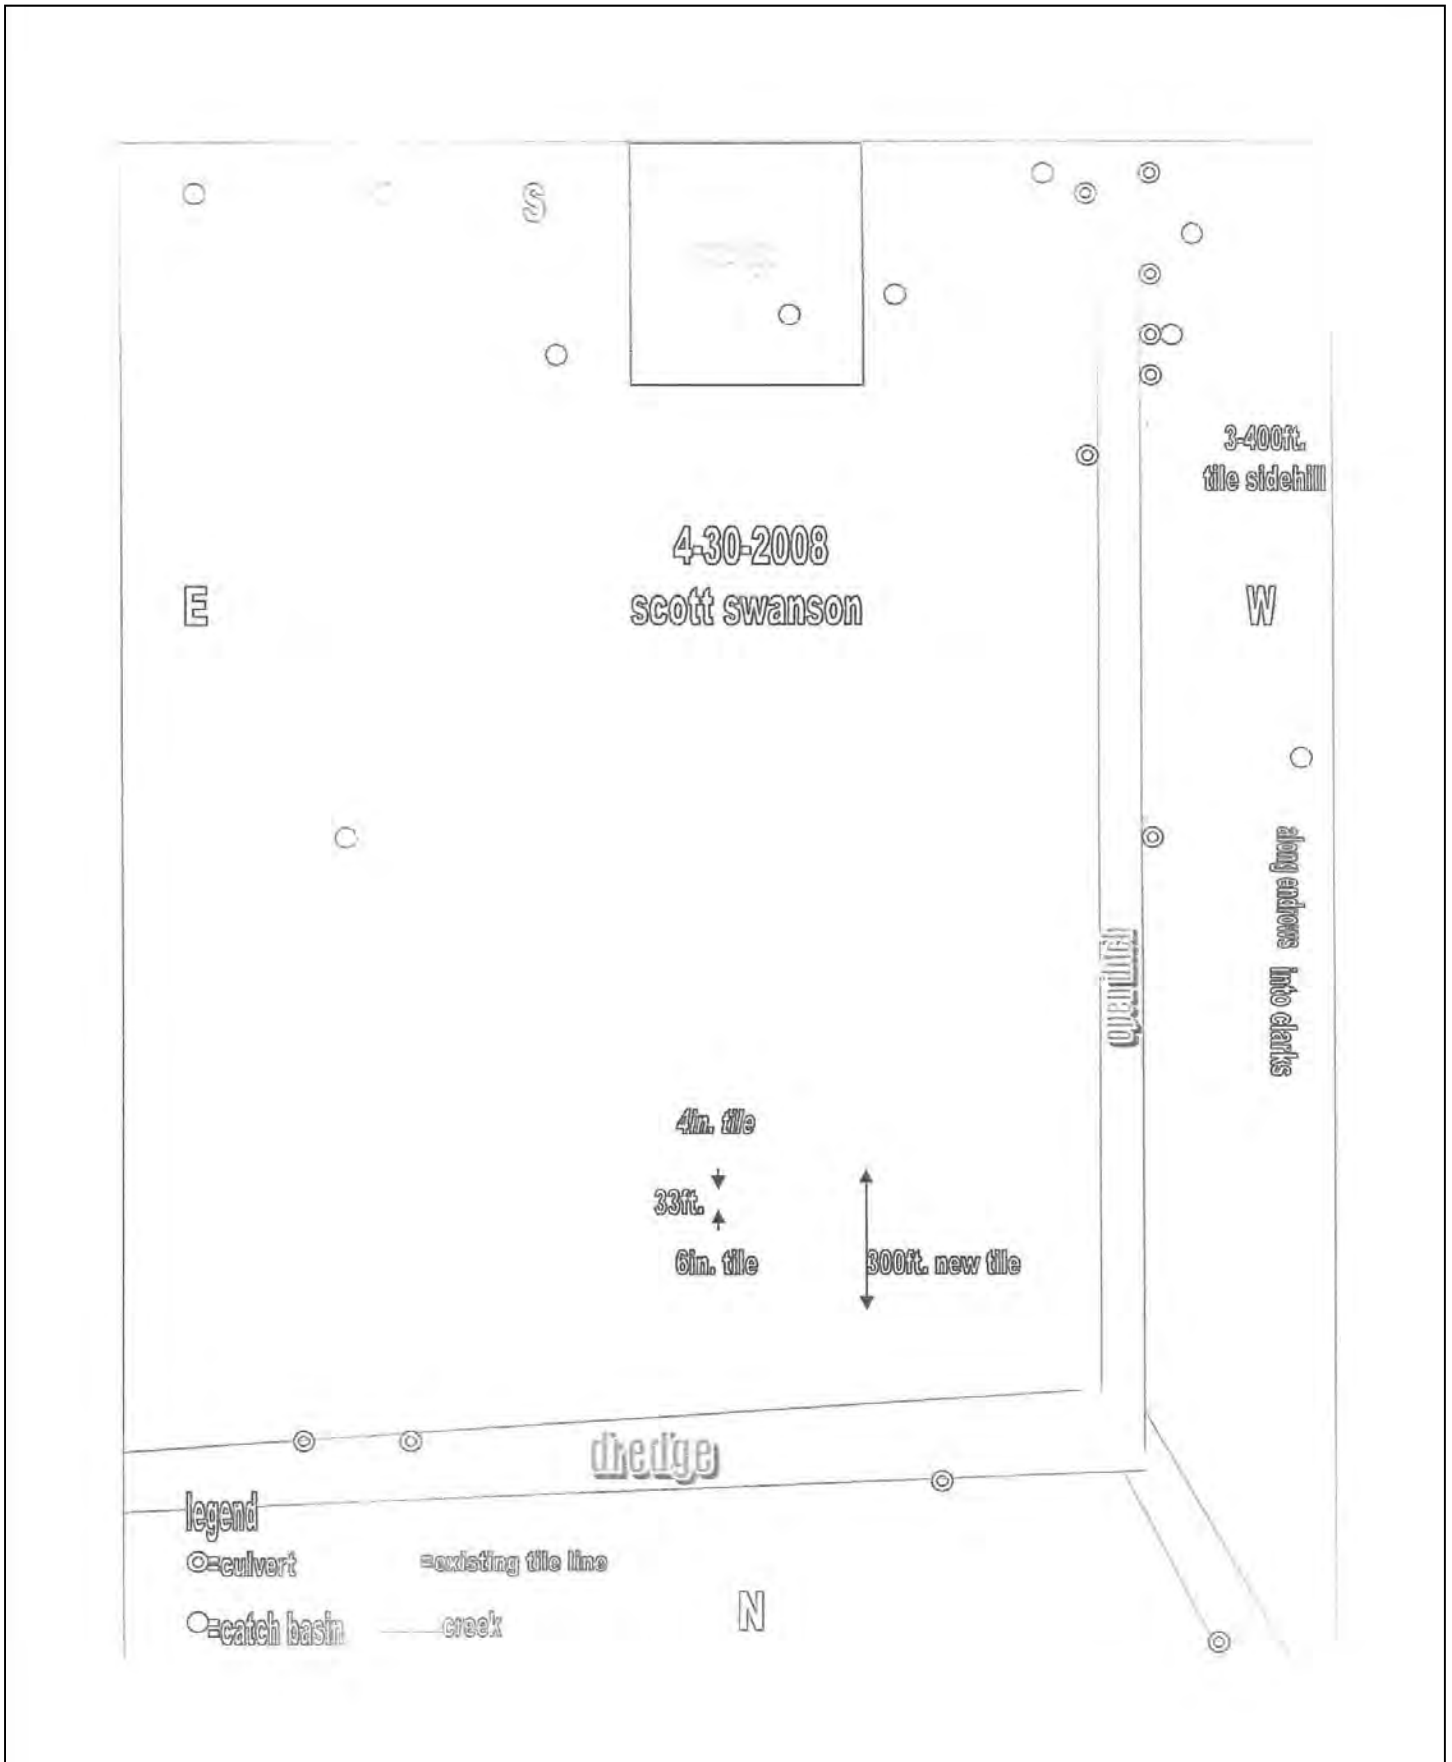 S
3-400ft.
tile sidehill
4-30-2008
scott swanson
E
W
along endrows into clarks
4in. tile
33ft.
6in. tile
300ft. new tile
dredge
legend
=culvert
=existing tile line
=catch basin
creek
N